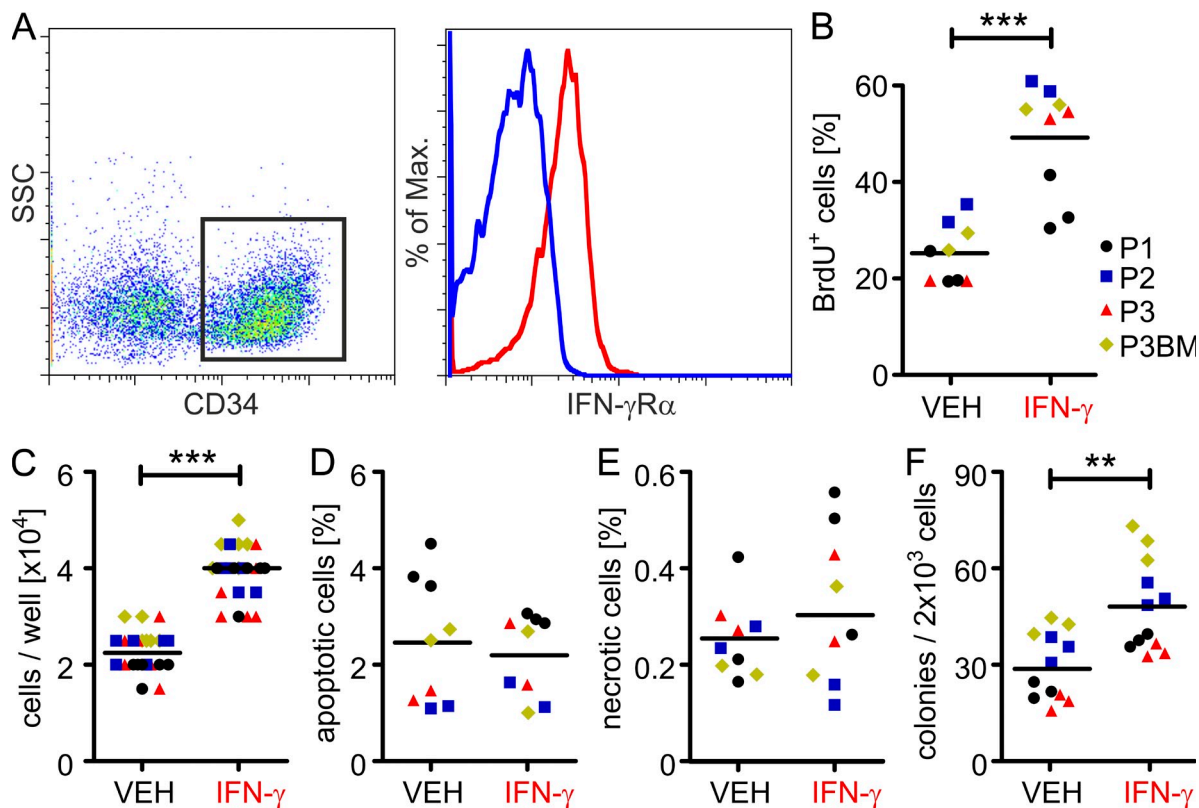 A
SSC
CD34
% of Max.
IFN-γRα
B
***
BrdU⁺ cells [%]
60
40
20
0
VEH
IFN-γ
P1
P2
P3
P3BM
C
***
cells / well [x10⁴]
6
4
2
0
VEH
IFN-γ
D
apoptotic cells [%]
6
4
2
0
VEH
IFN-γ
E
necrotic cells [%]
0.6
0.4
0.2
0
VEH
IFN-γ
F
**
colonies / 2x10³ cells
90
60
30
0
VEH
IFN-γ